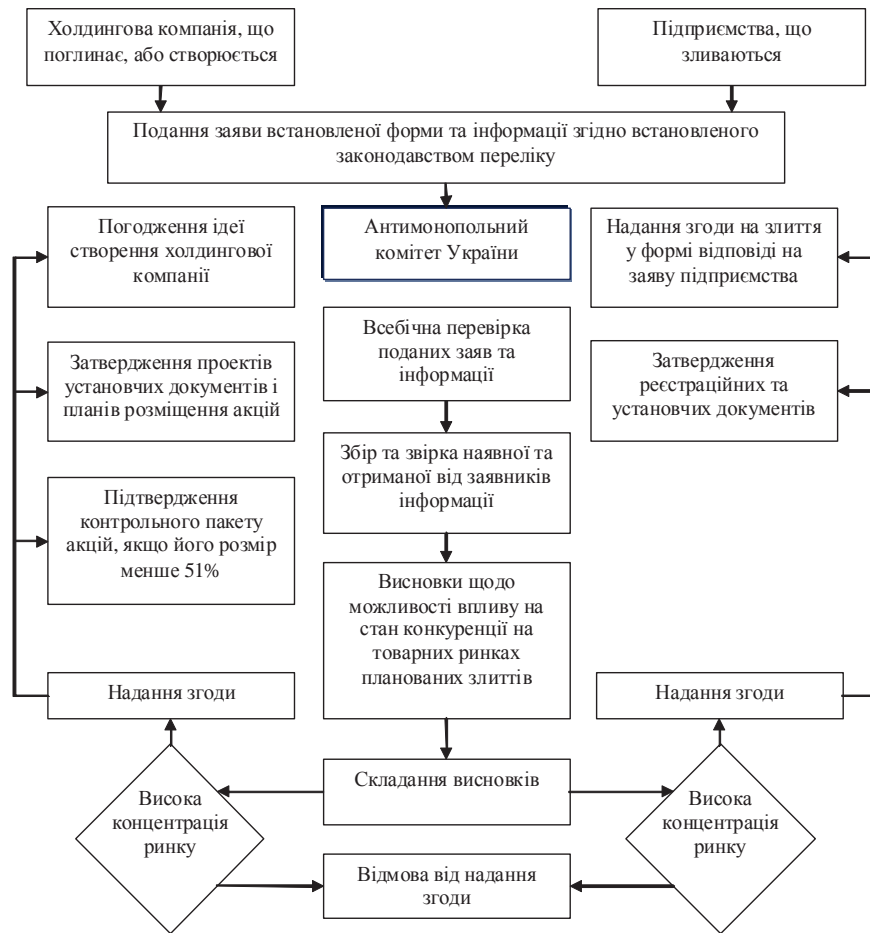 Холдингова компанія, що
поглинає, або створюється
Підприємства, що
зливаються
Подання заяви встановленої форми та інформації згідно встановленого
законодавством переліку
Погодження ідеї
створення холдингової
компанії
Антимонопольний
комітет України
Надання згоди на злиття
у формі відповіді на
заяву підприємства
Всебічна перевірка
поданих заяв та
інформації
Затвердження проектів
установчих документів і
планів розміщення акцій
Затвердження
реєстраційних та
установчих документів
Збір та звірка наявної та
отриманої від заявників
інформації
Підтвердження
контрольного пакету
акцій, якщо його розмір
менше 51%
Висновки щодо
можливості впливу на
стан конкуренції на
товарних ринках
планованих злиттів
Надання згоди
Надання згоди
Складання висновків
Висока
концентрація
ринку
Висока
концентрація
ринку
Відмова від надання
згоди